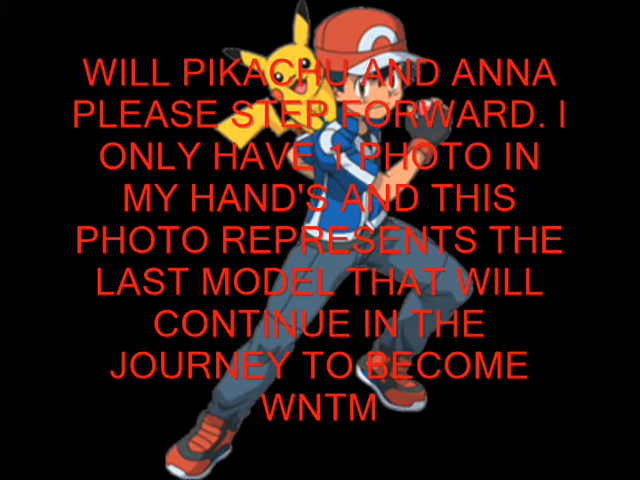 WILL PIKACHU AND ANNA
PLEASE STEP FORWARD. I
ONLY HAVE 1 PHOTO IN
MY HAND'S AND THIS
PHOTO REPRESENTS THE
LAST MODEL THAT WILL
CONTINUE IN THE
JOURNEY TO BECOME
WNTM